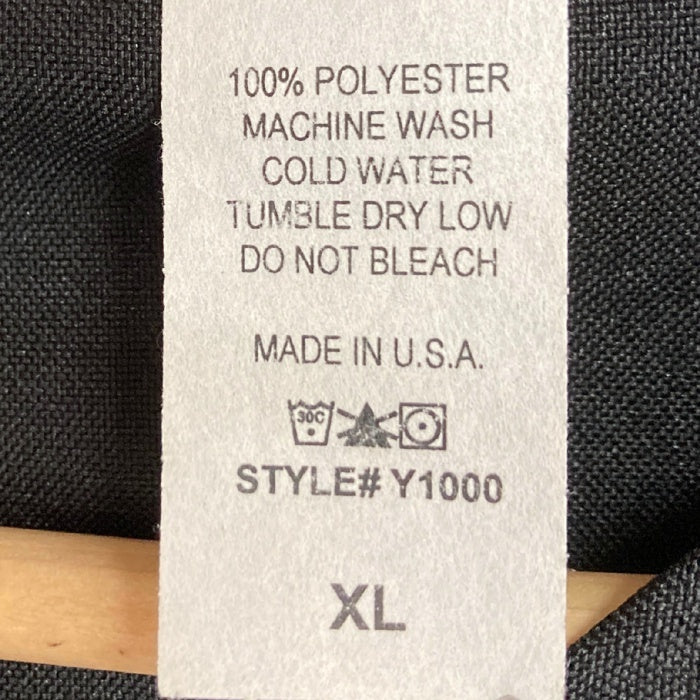 100% POLYESTER
MACHINE WASH
COLD WATER
TUMBLE DRY LOW
DO NOT BLEACH
MADE IN U.S.A.
30C
STYLE# Y1000
XL